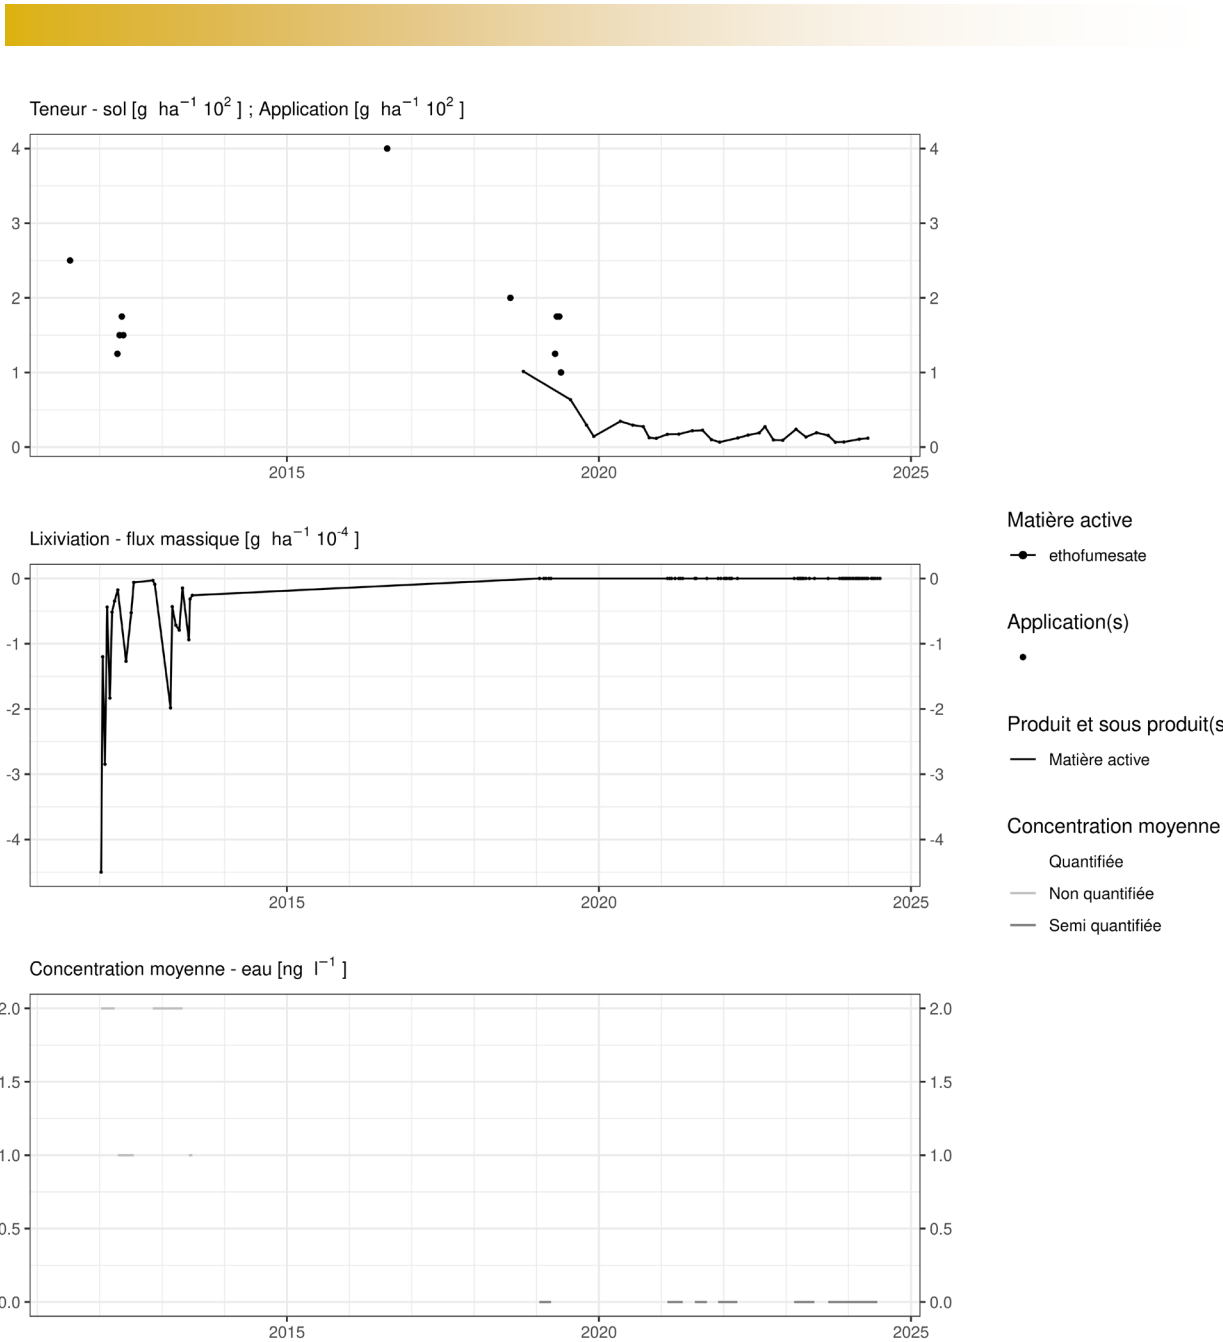 Teneur - sol [g ha⁻¹ 10² ] ; Application [g ha⁻¹ 10² ]
4 4
3 3
2 2
1 1
0 0
2015 2020 2025
Lixiviation - flux massique [g ha⁻¹ 10⁻⁴ ]
0 0
-1 -1
-2 -2
-3 -3
-4 -4
2015 2020 2025
Concentration moyenne - eau [ng l⁻¹ ]
2.0 2.0
1.5 1.5
1.0 1.0
0.5 0.5
0.0 0.0
2015 2020 2025
Matière active
ethofumesate
Application(s)
Produit et sous produit(s
Matière active
Concentration moyenne
Quantifiée
Non quantifiée
Semi quantifiée